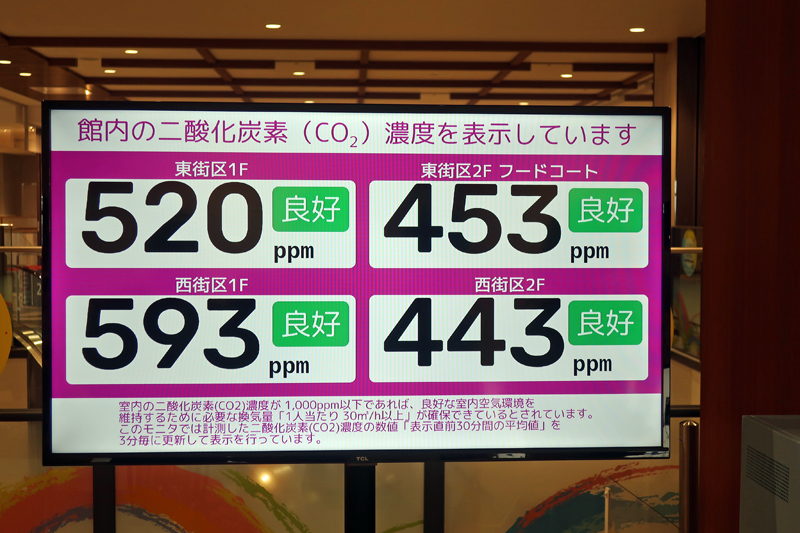 館内の二酸化炭素（CO2）濃度を表示しています
東街区1F
520
良好
ppm
東街区2F フードコート
453
良好
ppm
西街区1F
593
良好
ppm
西街区2F
443
良好
ppm
室内の二酸化炭素(CO2)濃度が 1,000ppm以下であれば、良好な室内空気環境を
維持するために必要な換気量「1人当たり 30㎥/h以上」が確保できているとされています。
このモニタでは計測した二酸化炭素(CO2)濃度の数値「表示直前30分間の平均値」を
3分毎に更新して表示を行っています。
TCL